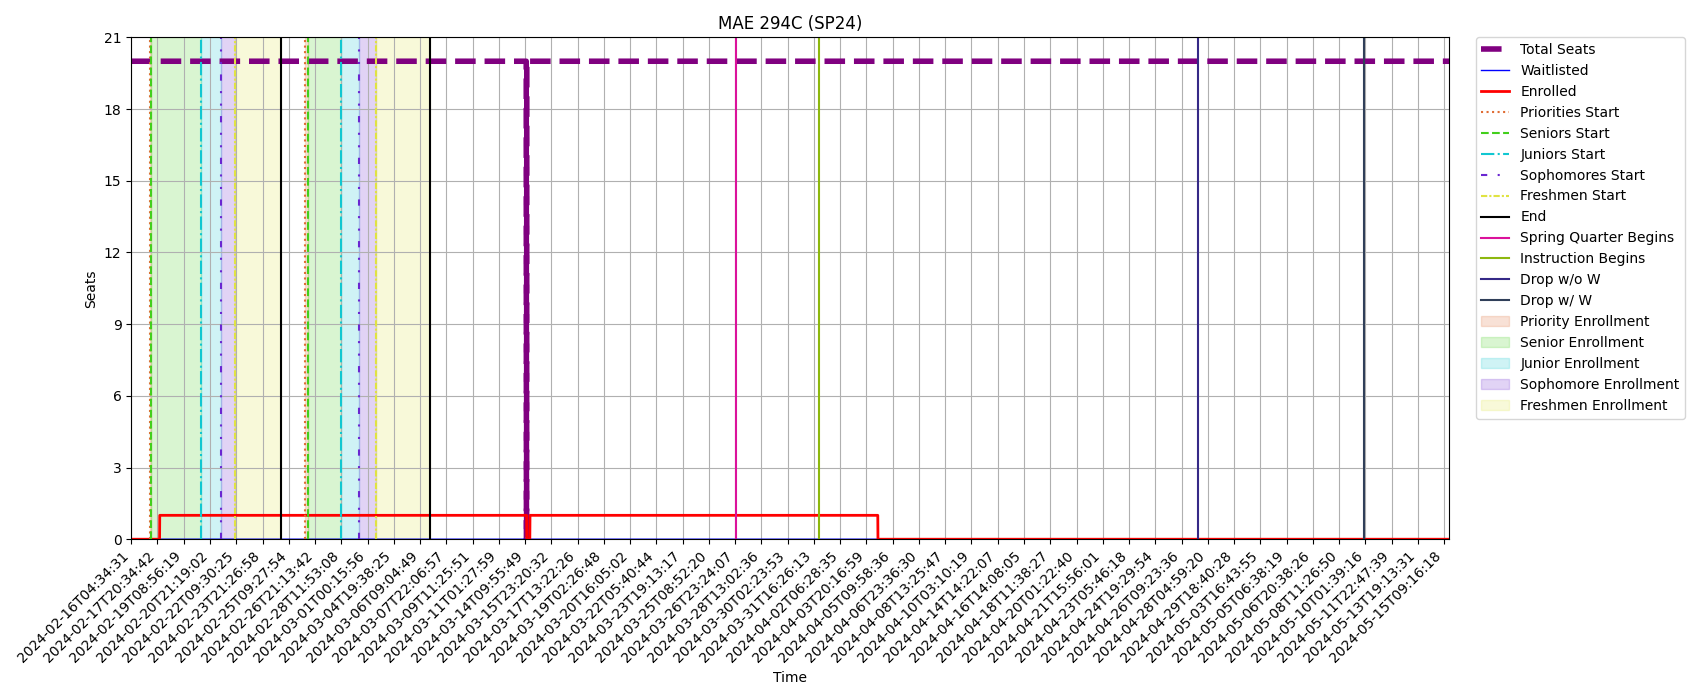 MAE 294C (SP24)
21
18
15
12
9
6
3
0
Seats
2024-02-16T04:34:31
2024-02-17T20:34:42
2024-02-19T08:56:19
2024-02-20T21:19:02
2024-02-22T09:30:25
2024-02-23T21:26:58
2024-02-25T09:27:54
2024-02-26T21:13:42
2024-02-28T11:53:08
2024-03-01T00:15:56
2024-03-04T19:38:25
2024-03-06T09:04:49
2024-03-07T22:06:57
2024-03-11T01:25:51
2024-03-13T01:27:59
2024-03-14T09:55:49
2024-03-15T23:20:32
2024-03-17T13:22:26
2024-03-19T02:26:48
2024-03-20T16:05:02
2024-03-22T05:40:44
2024-03-23T19:13:17
2024-03-25T08:52:20
2024-03-26T23:24:07
2024-03-28T13:02:36
2024-03-30T02:23:53
2024-03-31T16:26:13
2024-04-02T06:28:35
2024-04-03T20:16:59
2024-04-05T09:58:36
2024-04-06T23:36:30
2024-04-08T13:25:47
2024-04-10T03:10:19
2024-04-14T14:22:07
2024-04-16T14:08:05
2024-04-18T11:38:27
2024-04-20T01:22:40
2024-04-21T15:56:01
2024-04-23T05:46:18
2024-04-24T19:29:54
2024-04-26T09:23:36
2024-04-28T04:59:20
2024-04-29T18:40:28
2024-05-03T16:43:55
2024-05-05T06:38:19
2024-05-06T20:38:26
2024-05-08T11:26:50
2024-05-10T01:39:16
2024-05-11T22:47:39
2024-05-13T19:13:31
2024-05-15T09:16:18
Time
Total Seats
Waitlisted
Enrolled
Priorities Start
Seniors Start
Juniors Start
Sophomores Start
Freshmen Start
End
Spring Quarter Begins
Instruction Begins
Drop w/o W
Drop w/ W
Priority Enrollment
Senior Enrollment
Junior Enrollment
Sophomore Enrollment
Freshmen Enrollment